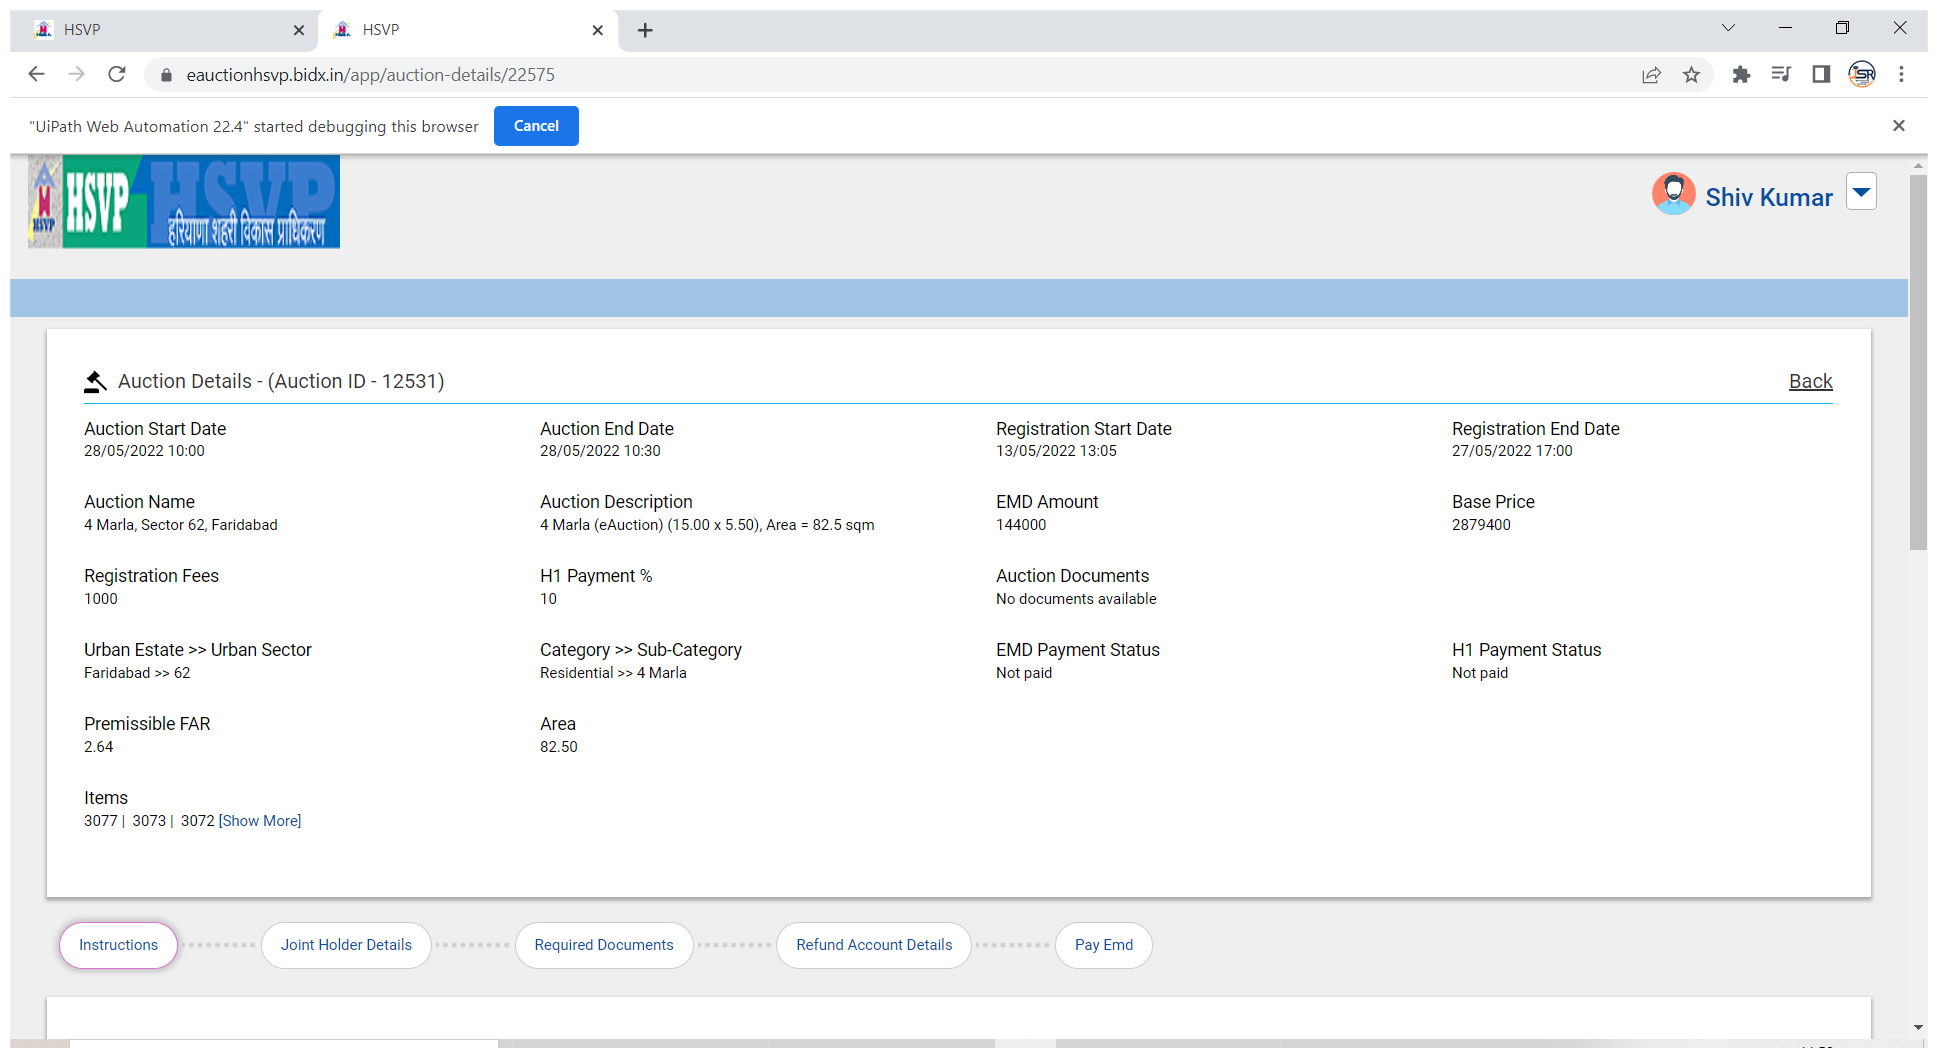 HSVP
HSVP
eauctionhsvp.bidx.in/app/auction-details/22575
"UiPath Web Automation 22.4" started debugging this browser
Cancel
HSVP HSVP HSVP
हरियाणा शहरी विकास प्राधिकरण
Shiv Kumar
Auction Details - (Auction ID - 12531)
Back
Auction Start Date Auction End Date Registration Start Date Registration End Date
28/05/2022 10:00 28/05/2022 10:30 13/05/2022 13:05 27/05/2022 17:00
Auction Name Auction Description EMD Amount Base Price
4 Marla, Sector 62, Faridabad 4 Marla (eAuction) (15.00 x 5.50), Area = 82.5 sqm 144000 2879400
Registration Fees H1 Payment % Auction Documents
1000 10 No documents available
Urban Estate >> Urban Sector Category >> Sub-Category EMD Payment Status H1 Payment Status
Faridabad >> 62 Residential >> 4 Marla Not paid Not paid
Premissible FAR Area
2.64 82.50
Items
3077 | 3073 | 3072 [Show More]
Instructions Joint Holder Details Required Documents Refund Account Details Pay Emd